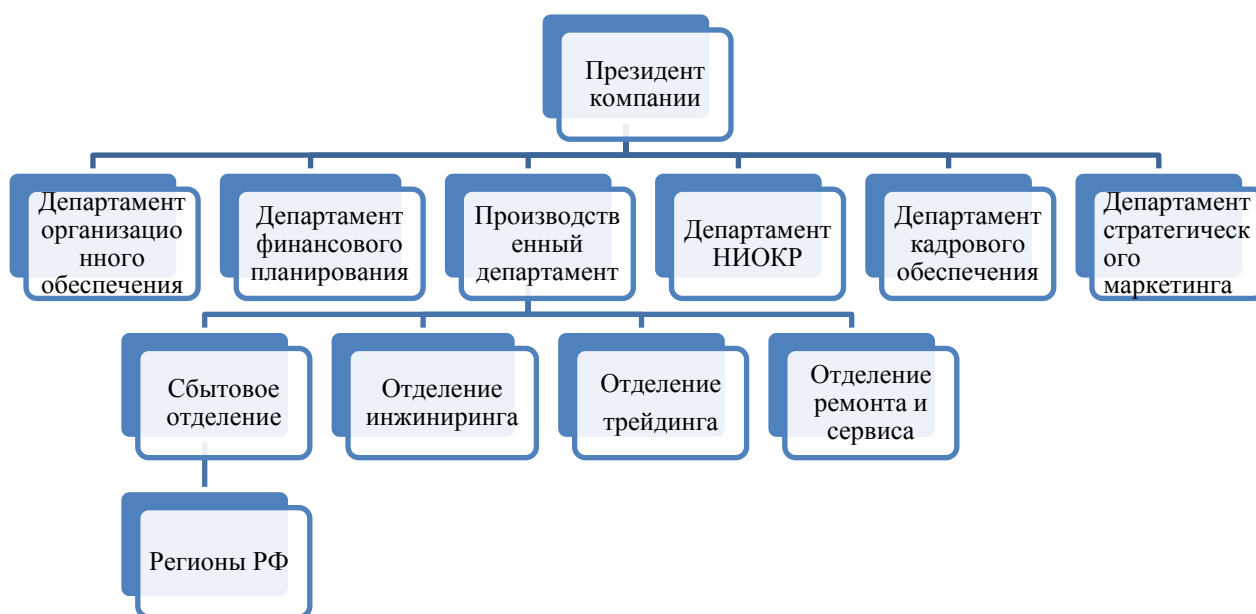 Президент
компании
Департамент
организацио
нного
обеспечения
Департамент
финансового
планирования
Производств
енный
департамент
Департамент
НИОКР
Департамент
кадрового
обеспечения
Департамент
стратегическ
ого
маркетинга
Сбытовое
отделение
Отделение
инжиниринга
Отделение
трейдинга
Отделение
ремонта и
сервиса
Регионы РФ